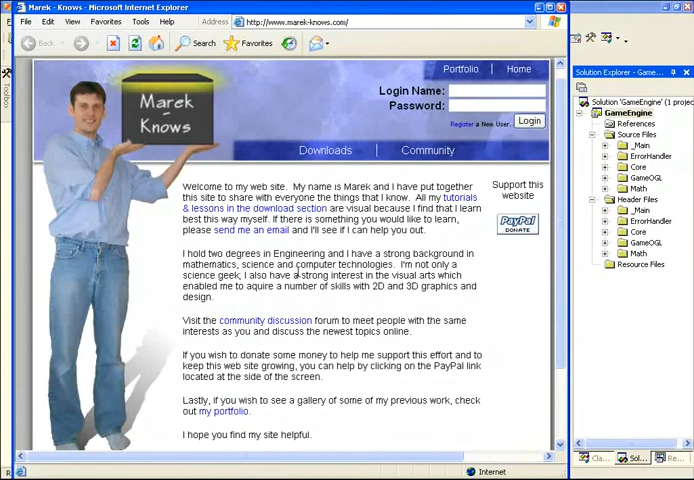 Marek - Knows - Microsoft Internet Explorer
File Edit View Favorites Tools Help Address http://www.marek-knows.com/
Back Search Favorites
Portfolio | Home
Marek
-
Knows
Login Name:
Password:
Register a New User. Login
Downloads | Community
Welcome to my web site. My name is Marek and I have put together
this site to share with everyone the things that I know. All my tutorials
& lessons in the download section are visual because I find that I learn
best this way myself. If there is something you would like to learn,
please send me an email and I'll see if I can help you out.
Support this
website
PayPal
DONATE
I hold two degrees in Engineering and I have a strong background in
mathematics, science and computer technologies. I'm not only a
science geek, I also have a strong interest in the visual arts which
enabled me to aquire a number of skills with 2D and 3D graphics and
design.
Visit the community discussion forum to meet people with the same
interests as you and discuss the newest topics online.
If you wish to donate some money to help me support this effort and to
keep this web site growing, you can help by clicking on the PayPal link
located at the side of the screen.
Lastly, if you wish to see a gallery of some of my previous work, check
out my portfolio.
I hope you find my site helpful.
Internet
Toolbox
Solution Explorer - Game...
Solution 'GameEngine' (1 project
GameEngine
References
Source Files
_Main
ErrorHandler
Core
GameOGL
Math
Header Files
_Main
ErrorHandler
Core
GameOGL
Math
Resource Files
Cla... Sol... Re...